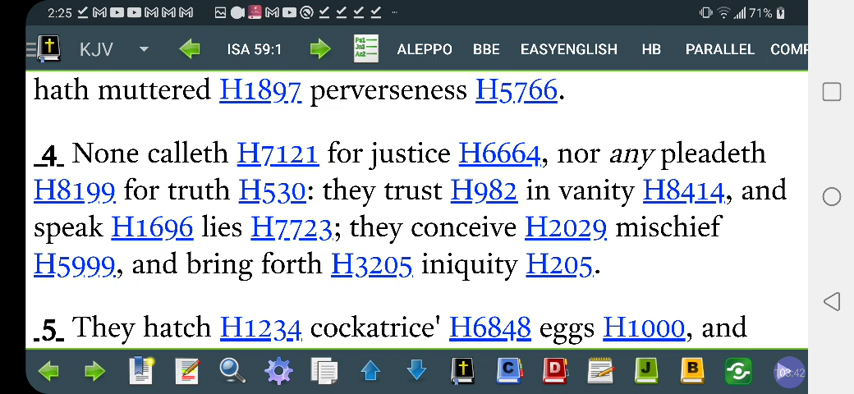 2:25 71%
KJV ISA 59:1 ALEPPO BBE EASYENGLISH HB PARALLEL
hath muttered H1897 perverseness H5766.
4 None calleth H7121 for justice H6664, nor any pleadeth
H8199 for truth H530: they trust H982 in vanity H8414, and
speak H1696 lies H7723; they conceive H2029 mischief
H5999, and bring forth H3205 iniquity H205.
5 They hatch H1234 cockatrice' H6848 eggs H1000, and
C D J B